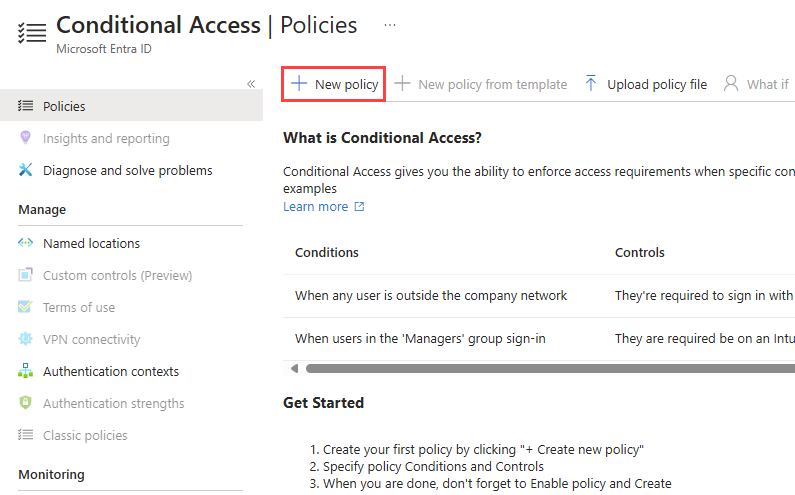 Conditional Access | Policies ...
Microsoft Entra ID
«
New policy
New policy from template
Upload policy file
What if
Policies
Insights and reporting
Diagnose and solve problems
Manage
Named locations
Custom controls (Preview)
Terms of use
VPN connectivity
Authentication contexts
Authentication strengths
Classic policies
Monitoring
What is Conditional Access?
Conditional Access gives you the ability to enforce access requirements when specific con
examples
Learn more
Conditions Controls
When any user is outside the company network They're required to sign in with
When users in the 'Managers' group sign-in They are required be on an Intu
Get Started
1. Create your first policy by clicking "+ Create new policy"
2. Specify policy Conditions and Controls
3. When you are done, don't forget to Enable policy and Create